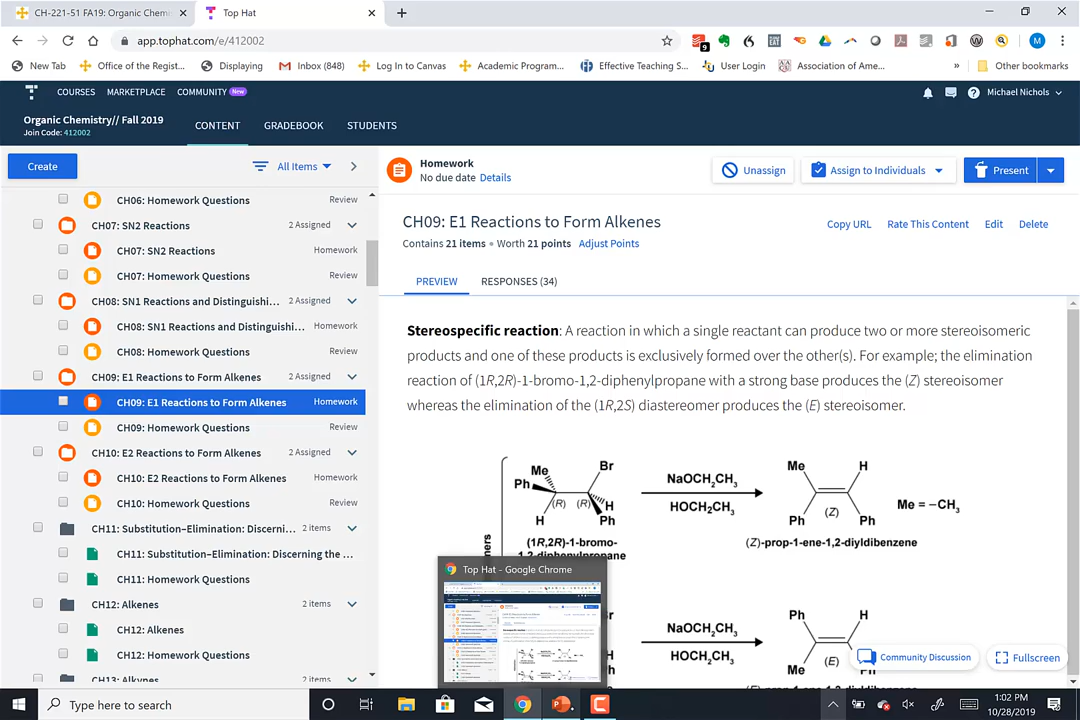 CH-221-51 FA19: Organic Chemi
Top Hat
app.tophat.com/e/412002
9
M
New Tab
Office of the Regist...
Displaying
Inbox (848)
Log In to Canvas
Academic Program...
Effective Teaching S...
User Login
Association of Ame...
»
Other bookmarks
COURSES
MARKETPLACE
COMMUNITY
New
Michael Nichols
Organic Chemistry// Fall 2019
Join Code: 412002
CONTENT
GRADEBOOK
STUDENTS
Create
All Items
Homework
No due date Details
Unassign
Assign to Individuals
Present
CH06: Homework Questions Review
CH07: SN2 Reactions 2 Assigned
CH07: SN2 Reactions Homework
CH07: Homework Questions Review
CH08: SN1 Reactions and Distinguishi... 2 Assigned
CH08: SN1 Reactions and Distinguishi... Homework
CH08: Homework Questions Review
CH09: E1 Reactions to Form Alkenes 2 Assigned
CH09: E1 Reactions to Form Alkenes Homework
CH09: Homework Questions Review
CH10: E2 Reactions to Form Alkenes 2 Assigned
CH10: E2 Reactions to Form Alkenes Homework
CH10: Homework Questions Review
CH11: Substitution–Elimination: Discerni... 2 items
CH11: Substitution–Elimination: Discerning the ...
CH11: Homework Questions
CH12: Alkenes 2 items
CH12: Alkenes
CH12: Homework Questions
CH13: Alkynes 2 items
CH09: E1 Reactions to Form Alkenes
Copy URL
Rate This Content
Edit
Delete
Contains 21 items • Worth 21 points Adjust Points
PREVIEW
RESPONSES (34)
Stereospecific reaction: A reaction in which a single reactant can produce two or more stereoisomeric
products and one of these products is exclusively formed over the other(s). For example; the elimination
reaction of (1R,2R)-1-bromo-1,2-diphenylpropane with a strong base produces the (Z) stereoisomer
whereas the elimination of the (1R,2S) diastereomer produces the (E) stereoisomer.
Me Br
Ph
(R) (R)
H H
Ph
NaOCH2CH3
HOCH2CH3
Me H
(Z)
Ph Ph
Me = –CH3
(1R,2R)-1-bromo-
1,2-diphenylpropane
(Z)-prop-1-ene-1,2-diyldibenzene
NaOCH2CH3
HOCH2CH3
Ph H
(E)
Me Ph
Community Discussion
Fullscreen
Top Hat - Google Chrome
Type here to search
1:02 PM
10/28/2019